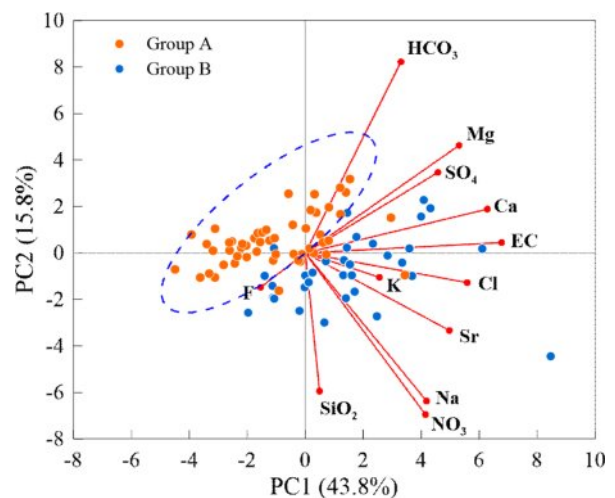 10
Group A
Group B
HCO₃
8
6
Mg
4
SO₄
Ca
2
EC
0
K
Cl
F
-2
Sr
-4
-6
SiO₂
Na
NO₃
-8
-10
-8 -6 -4 -2 0 2 4 6 8 10
PC1 (43.8%)
PC2 (15.8%)